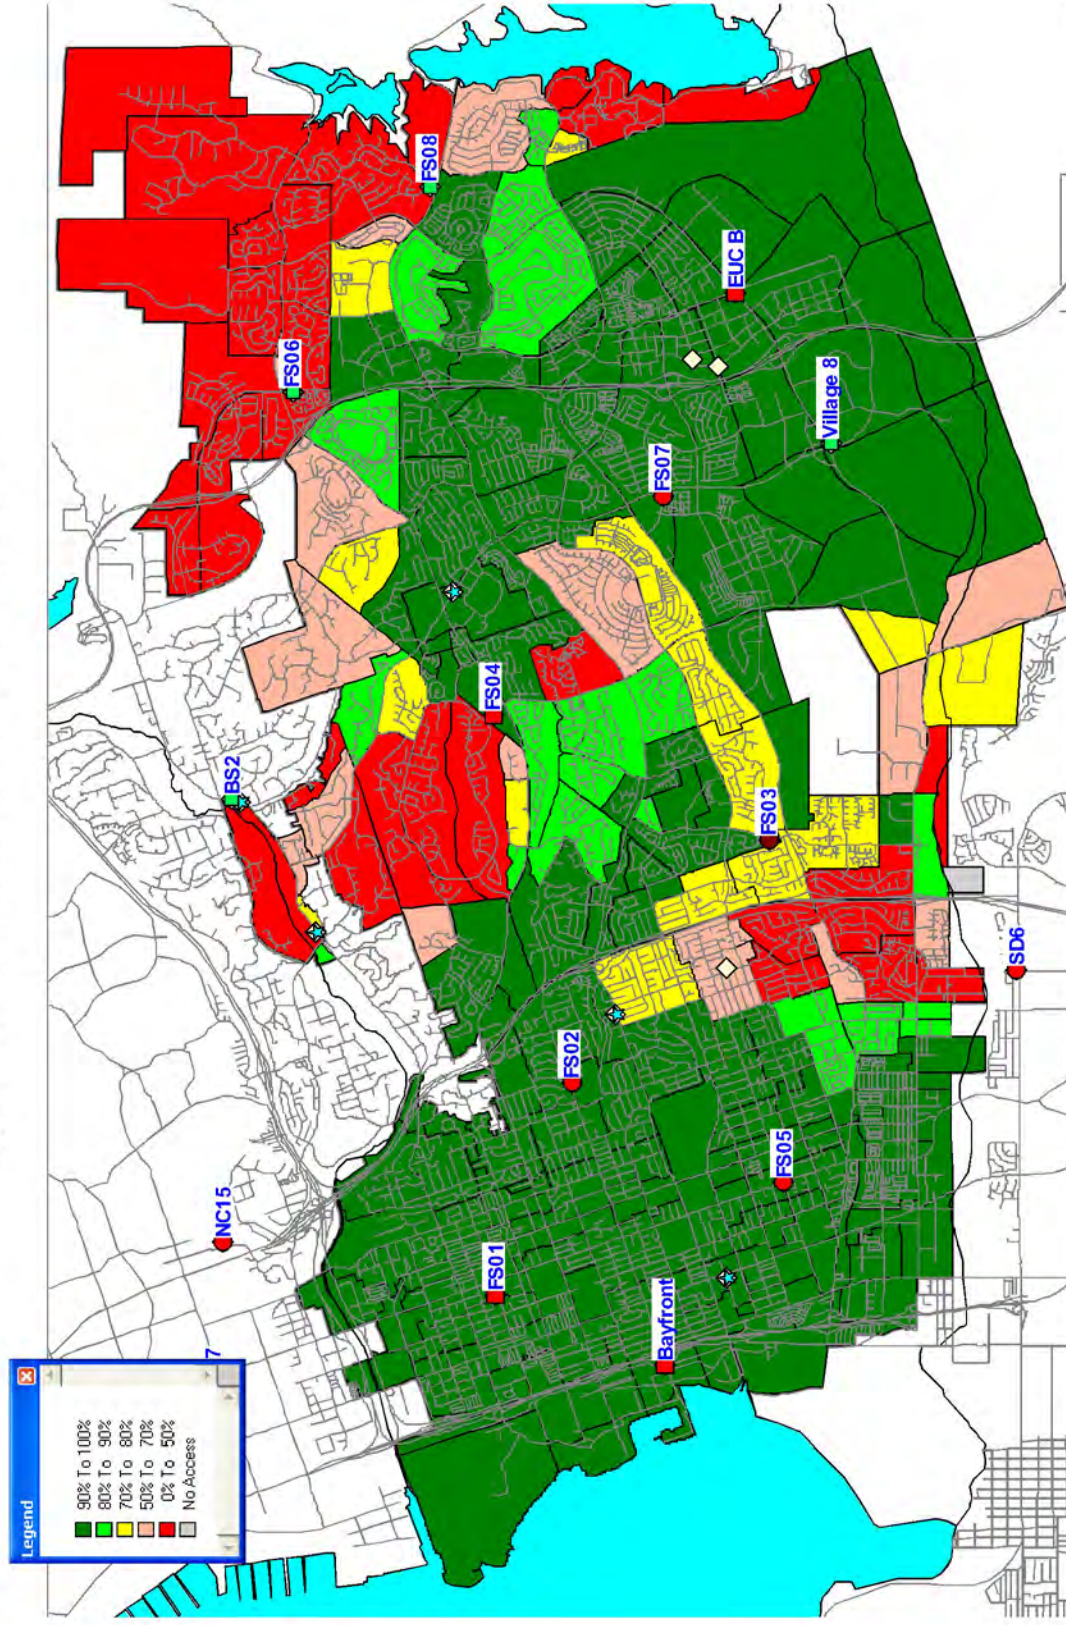 Legend
90% To 100%
80% To 90%
70% To 80%
50% To 70%
0% To 50%
No Access
7
NC15
BS2
FS06
FS08
FS01
FS02
FS04
Bayfront
FS05
FS03
FS07
EUC B
Village 8
SD6